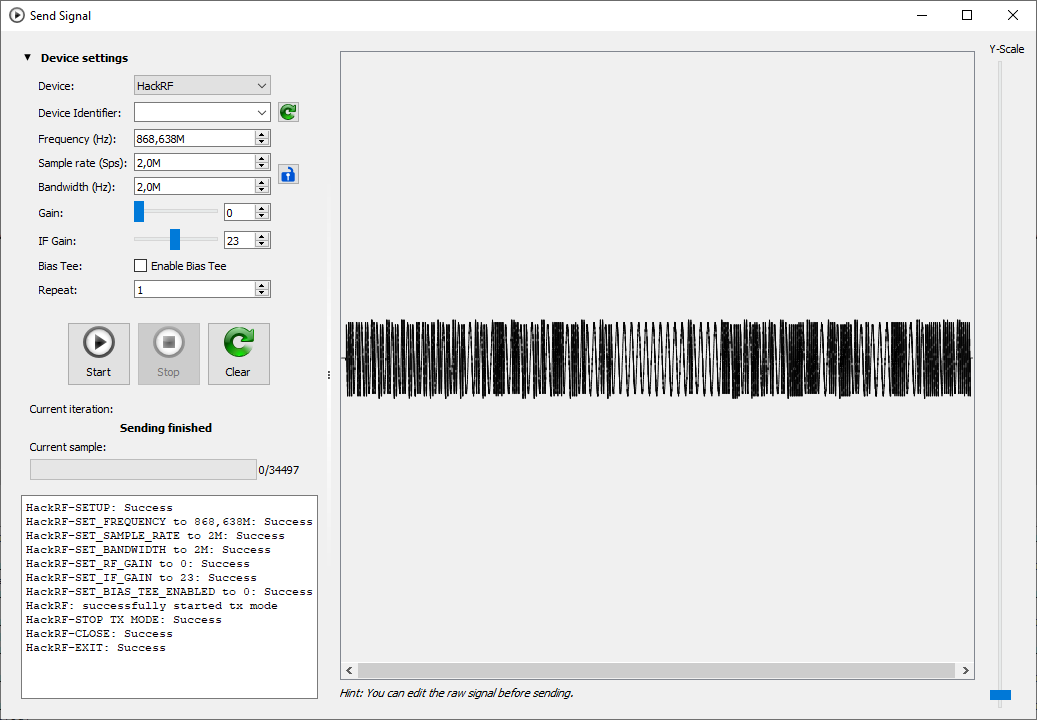 Send Signal
Y-Scale
Device settings
Device: HackRF
Device Identifier:
Frequency (Hz): 868,638M
Sample rate (Sps): 2,0M
Bandwidth (Hz): 2,0M
Gain: 0
IF Gain: 23
Bias Tee: Enable Bias Tee
Repeat: 1
Start Stop Clear
Current iteration:
Sending finished
Current sample:
0/34497
HackRF-SETUP: Success
HackRF-SET_FREQUENCY to 868,638M: Success
HackRF-SET_SAMPLE_RATE to 2M: Success
HackRF-SET_BANDWIDTH to 2M: Success
HackRF-SET_RF_GAIN to 0: Success
HackRF-SET_IF_GAIN to 23: Success
HackRF-SET_BIAS_TEE_ENABLED to 0: Success
HackRF: successfully started tx mode
HackRF-STOP TX MODE: Success
HackRF-CLOSE: Success
HackRF-EXIT: Success
Hint: You can edit the raw signal before sending.